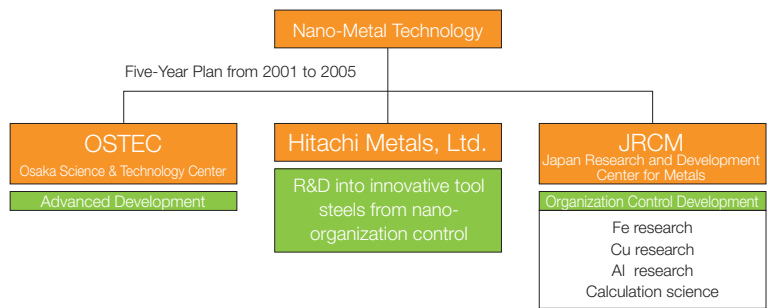 Nano-Metal Technology
Five-Year Plan from 2001 to 2005
OSTEC
Osaka Science & Technology Center
Advanced Development
Hitachi Metals, Ltd.
R&D into innovative tool
steels from nano-
organization control
JRCM
Japan Research and Development
Center for Metals
Organization Control Development
Fe research
Cu research
Al research
Calculation science